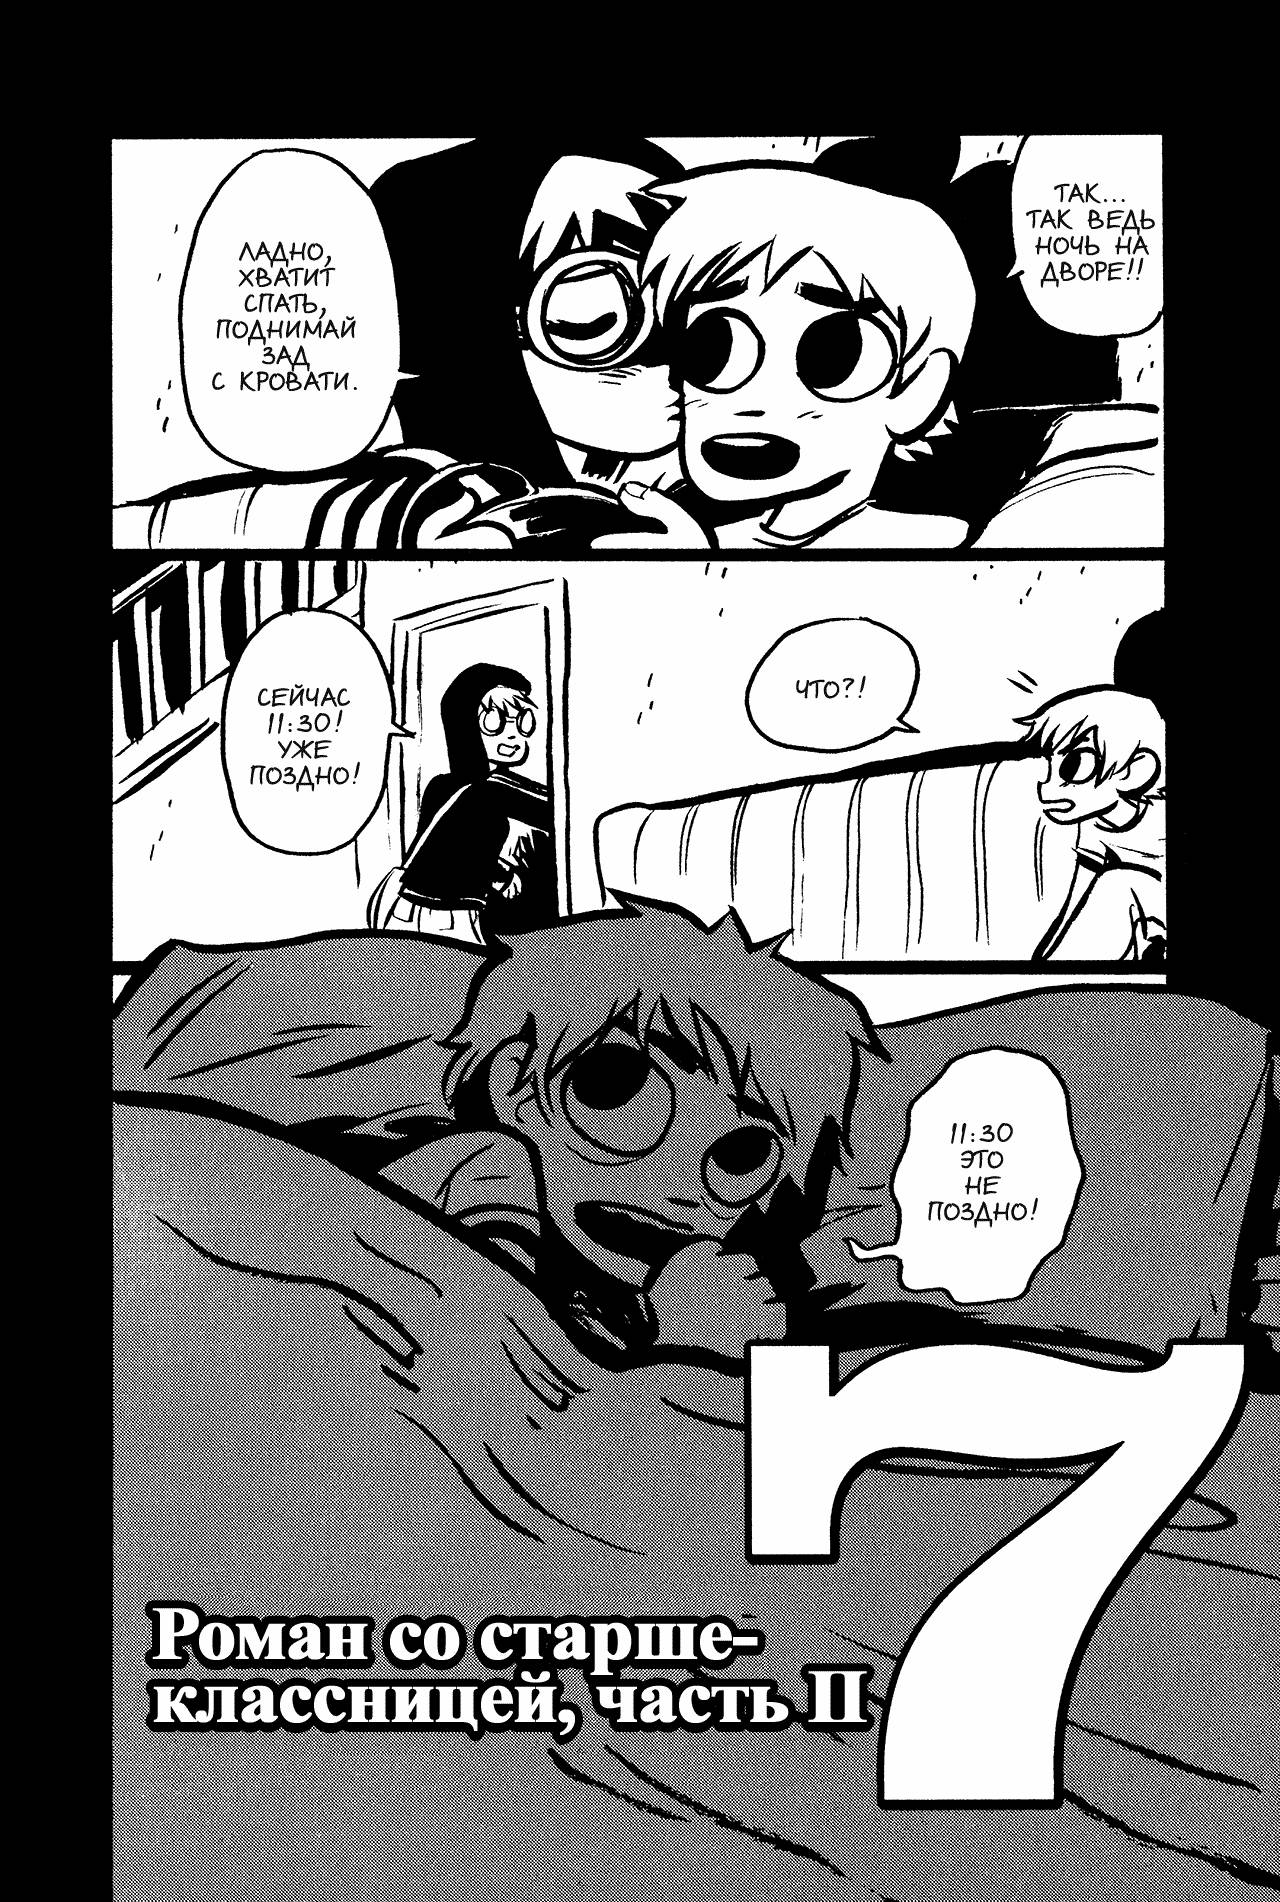 ЛАДНО,
ХВАТИТ
СПАТЬ,
ПОДНИМАЙ
ЗАД
С КРОВАТИ.
ТАК...
ТАК ВЕДЬ
НОЧЬ НА
ДВОРЕ!!
СЕЙЧАС
11:30!
УЖЕ
ПОЗДНО!
ЧТО?!
11:30
ЭТО
НЕ
ПОЗДНО!
7
Роман со старше-
классницей, часть II